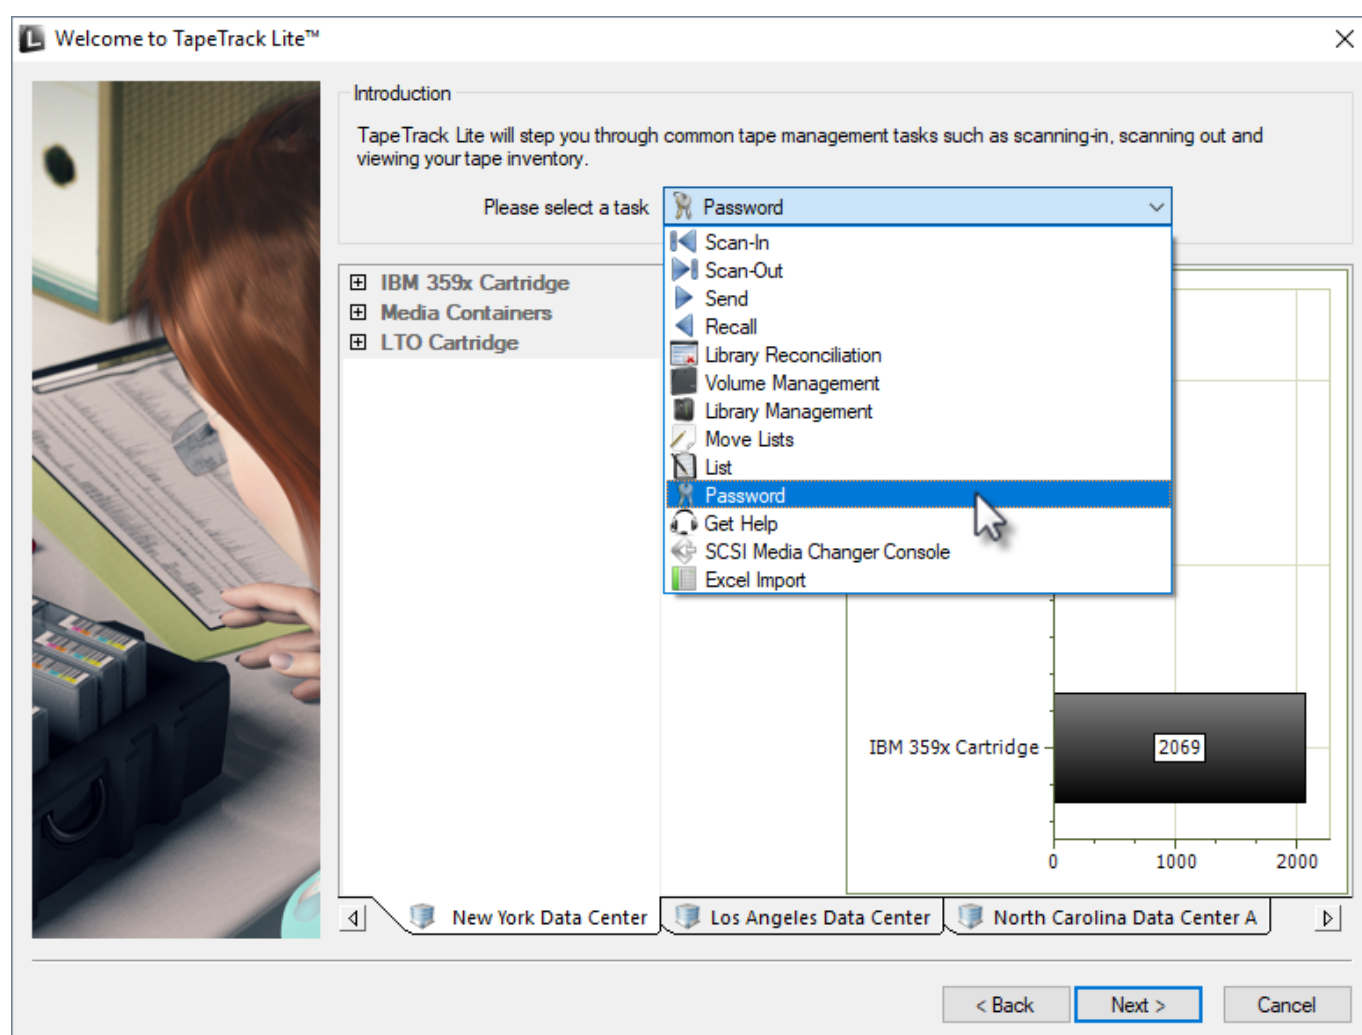 Welcome to TapeTrack Lite™
Introduction
TapeTrack Lite will step you through common tape management tasks such as scanning-in, scanning out and
viewing your tape inventory.
Please select a task
Password
Scan-In
Scan-Out
Send
Recall
Library Reconciliation
Volume Management
Library Management
Move Lists
List
Password
Get Help
SCSI Media Changer Console
Excel Import
IBM 359x Cartridge
Media Containers
LTO Cartridge
IBM 359x Cartridge
2069
0 1000 2000
New York Data Center
Los Angeles Data Center
North Carolina Data Center A
< Back
Next >
Cancel